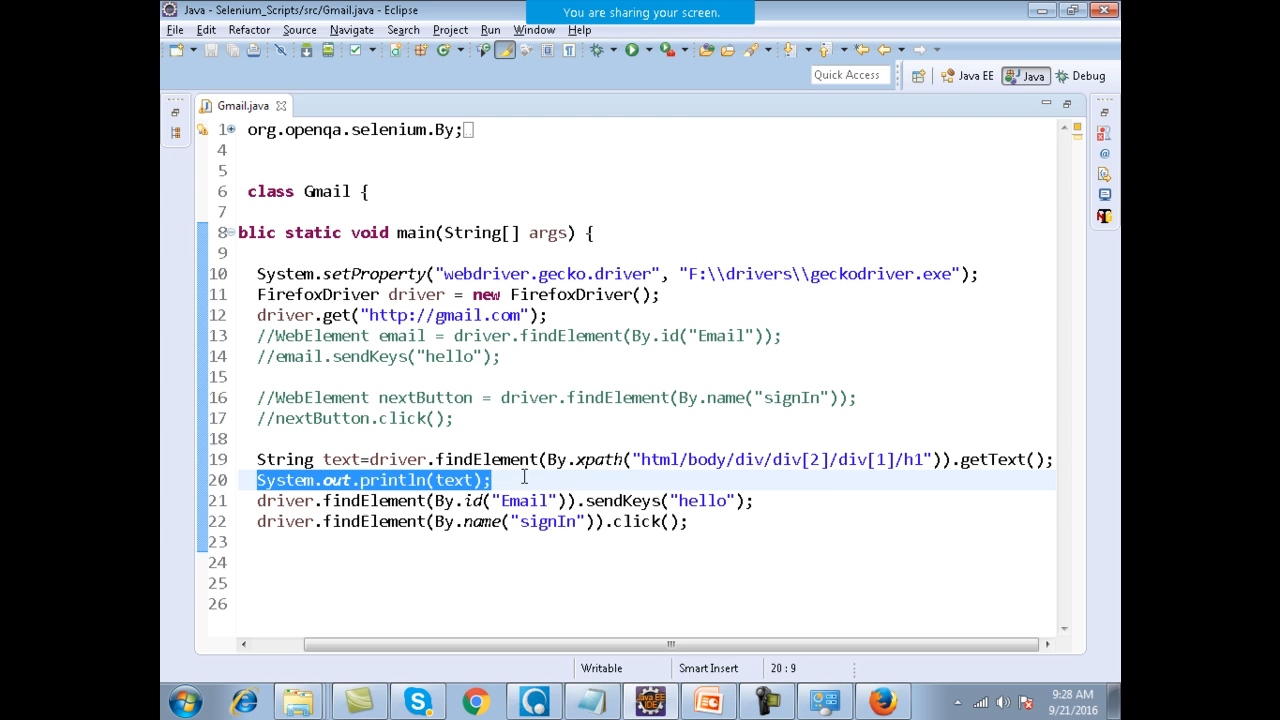 Java - Selenium_Scripts/src/Gmail.java - Eclipse
You are sharing your screen.
File Edit Refactor Source Navigate Search Project Run Window Help
Quick Access
Java EE
Java
Debug
Gmail.java
1 org.openqa.selenium.By;
4
5
6 class Gmail {
7
8 blic static void main(String[] args) {
9
10 System.setProperty("webdriver.gecko.driver", "F:\\drivers\\geckodriver.exe");
11 FirefoxDriver driver = new FirefoxDriver();
12 driver.get("http://gmail.com");
13 //WebElement email = driver.findElement(By.id("Email"));
14 //email.sendKeys("hello");
15
16 //WebElement nextButton = driver.findElement(By.name("signIn"));
17 //nextButton.click();
18
19 String text=driver.findElement(By.xpath("html/body/div/div[2]/div[1]/h1")).getText();
20 System.out.println(text);
21 driver.findElement(By.id("Email")).sendKeys("hello");
22 driver.findElement(By.name("signIn")).click();
23
24
25
26
Writable
Smart Insert
20 : 9
Java EE
IDE
9:28 AM
9/21/2016